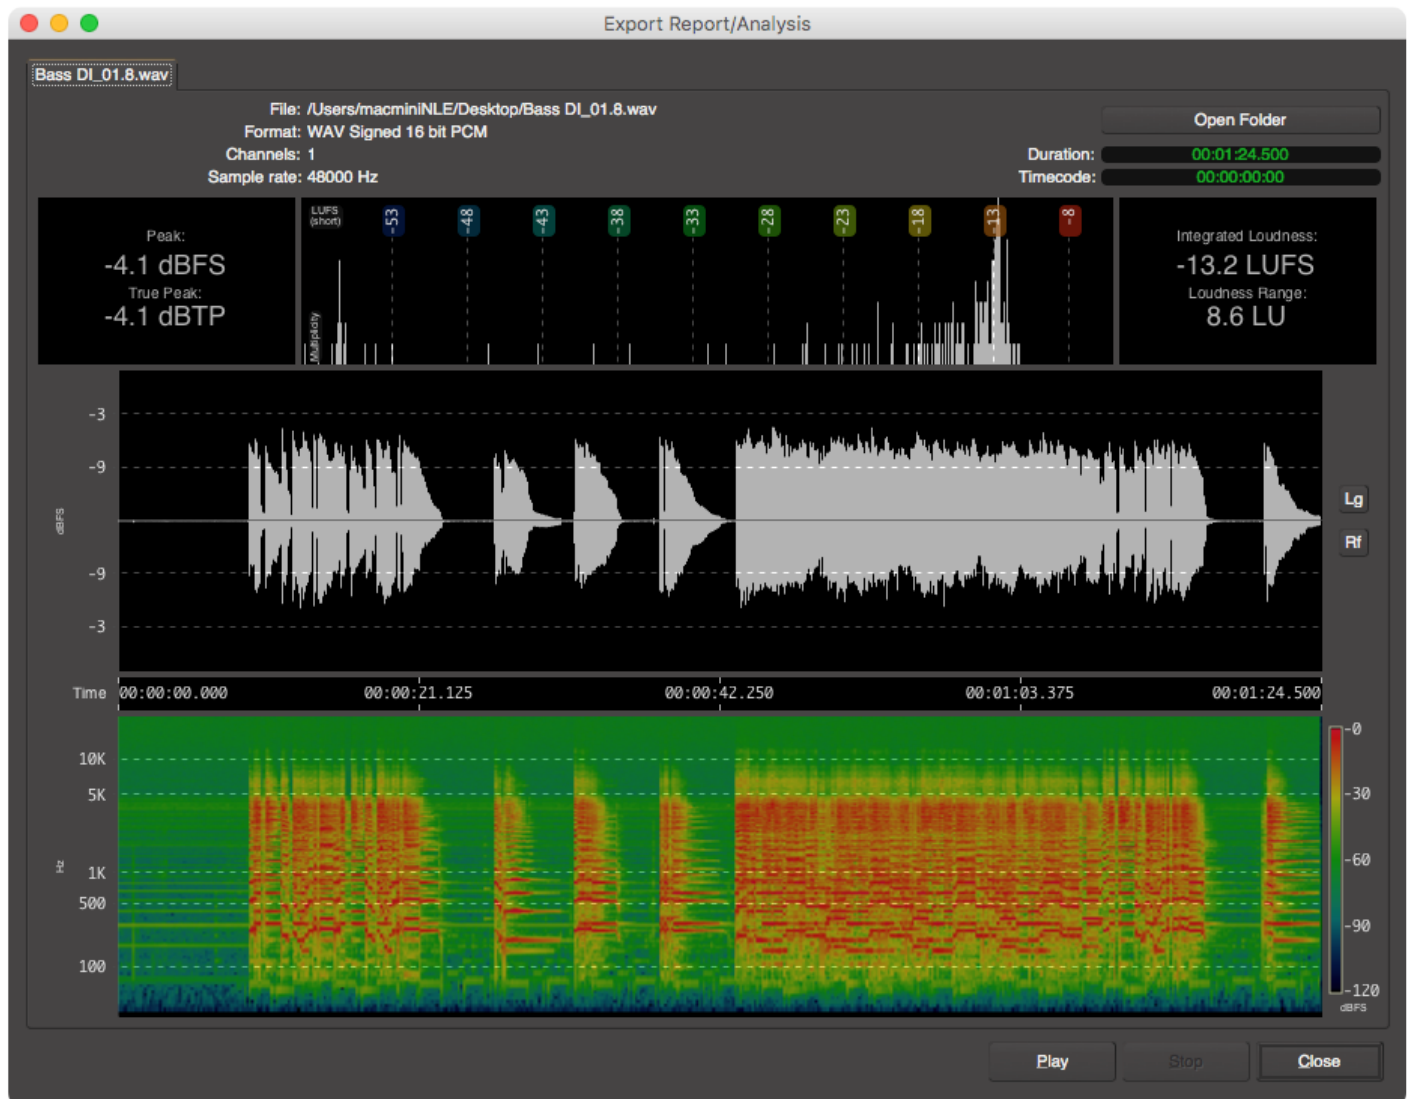 Export Report/Analysis
Bass DI_01.8.wav
File: /Users/macminiNLE/Desktop/Bass DI_01.8.wav
Format: WAV Signed 16 bit PCM
Channels: 1
Sample rate: 48000 Hz
Open Folder
Duration: 00:01:24.500
Timecode: 00:00:00:00
Peak:
-4.1 dBFS
True Peak:
-4.1 dBTP
LUFS
(short)
-53 -48 -43 -38 -33 -28 -23 -18 -13 -8
Multiplicity
Integrated Loudness:
-13.2 LUFS
Loudness Range:
8.6 LU
-3
-9
dBFS
-9
-3
Lg
Rf
Time 00:00:00.000 00:00:21.125 00:00:42.250 00:01:03.375 00:01:24.500
10K
5K
Hz
1K
500
100
-0
-30
-60
-90
-120
dBFS
Play Stop Close